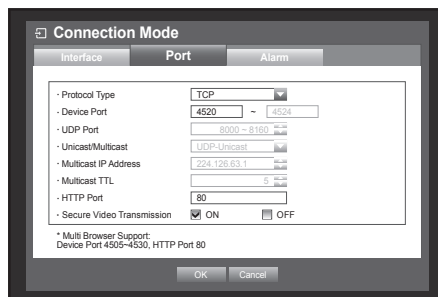 Connection Mode
Interface Port Alarm
· Protocol Type TCP
· Device Port 4520 ~ 4524
· UDP Port 8000 ~ 8160
· Unicast/Multicast UDP-Unicast
· Multicast IP Address 224.126.63.1
· Multicast TTL 5
· HTTP Port 80
· Secure Video Transmission ON OFF
* Multi Browser Support:
Device Port 4505~4530, HTTP Port 80
OK Cancel